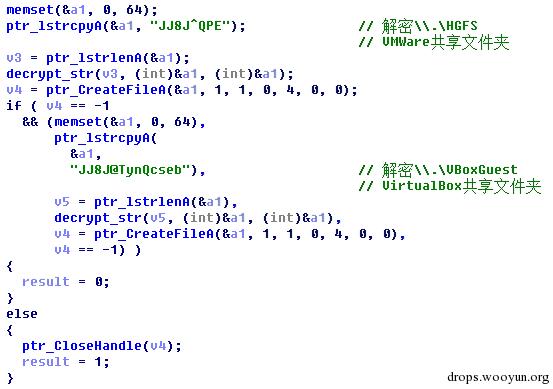 memset(&a1, 0, 64);
ptr_lstrcpyA(&a1, "JJ8J^QPE"); // 解密\\.\HGFS
// VMWare共享文件夹
v3 = ptr_lstrlenA(&a1);
decrypt_str(v3, (int)&a1, (int)&a1);
v4 = ptr_CreateFileA(&a1, 1, 1, 0, 4, 0, 0);
if ( v4 == -1
&& (memset(&a1, 0, 64),
ptr_lstrcpyA(
&a1,
"JJ8J@TynQcseb"), // 解密\\.\VBoxGuest
// VirtualBox共享文件夹
v5 = ptr_lstrlenA(&a1),
decrypt_str(v5, (int)&a1, (int)&a1),
v4 = ptr_CreateFileA(&a1, 1, 1, 0, 4, 0, 0),
v4 == -1) )
{
result = 0;
}
else
{
ptr_CloseHandle(v4);
result = 1;
}
drops.wooyun.org